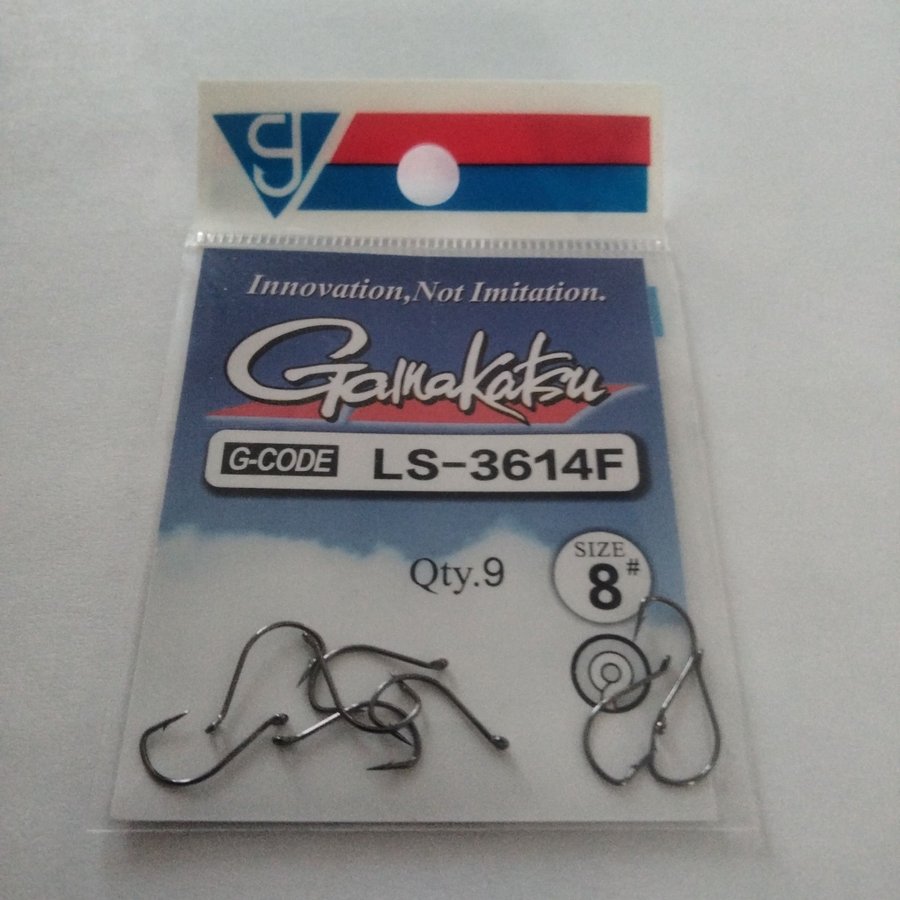 Innovation,Not Imitation.
Gamakatsu
G-CODE LS-3614F
Qty.9
SIZE
8#